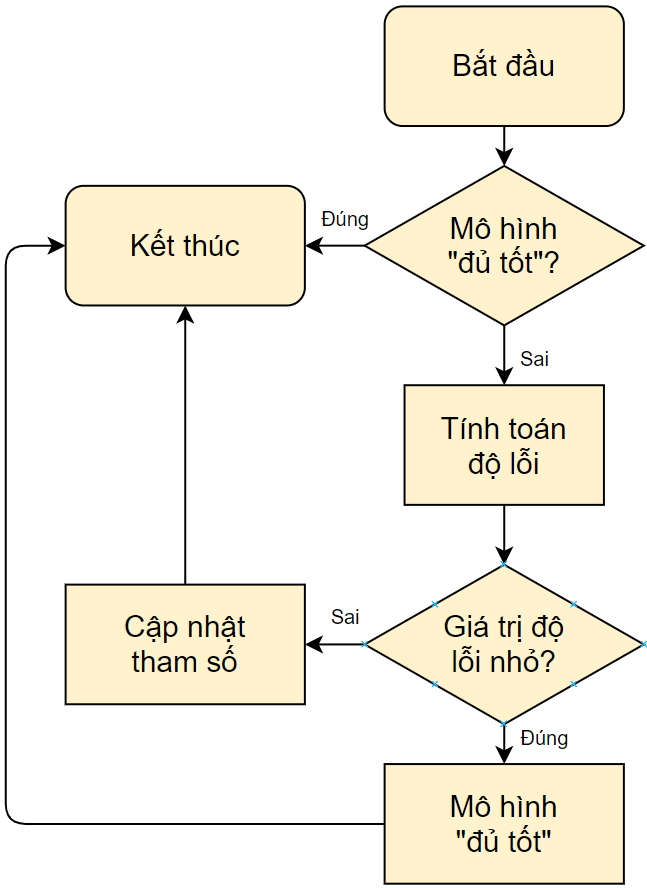 Bắt đầu
Mô hình
"đủ tốt"?
Đúng
Kết thúc
Sai
Tính toán
độ lỗi
Giá trị độ
lỗi nhỏ?
Sai
Cập nhật
tham số
Đúng
Mô hình
"đủ tốt"